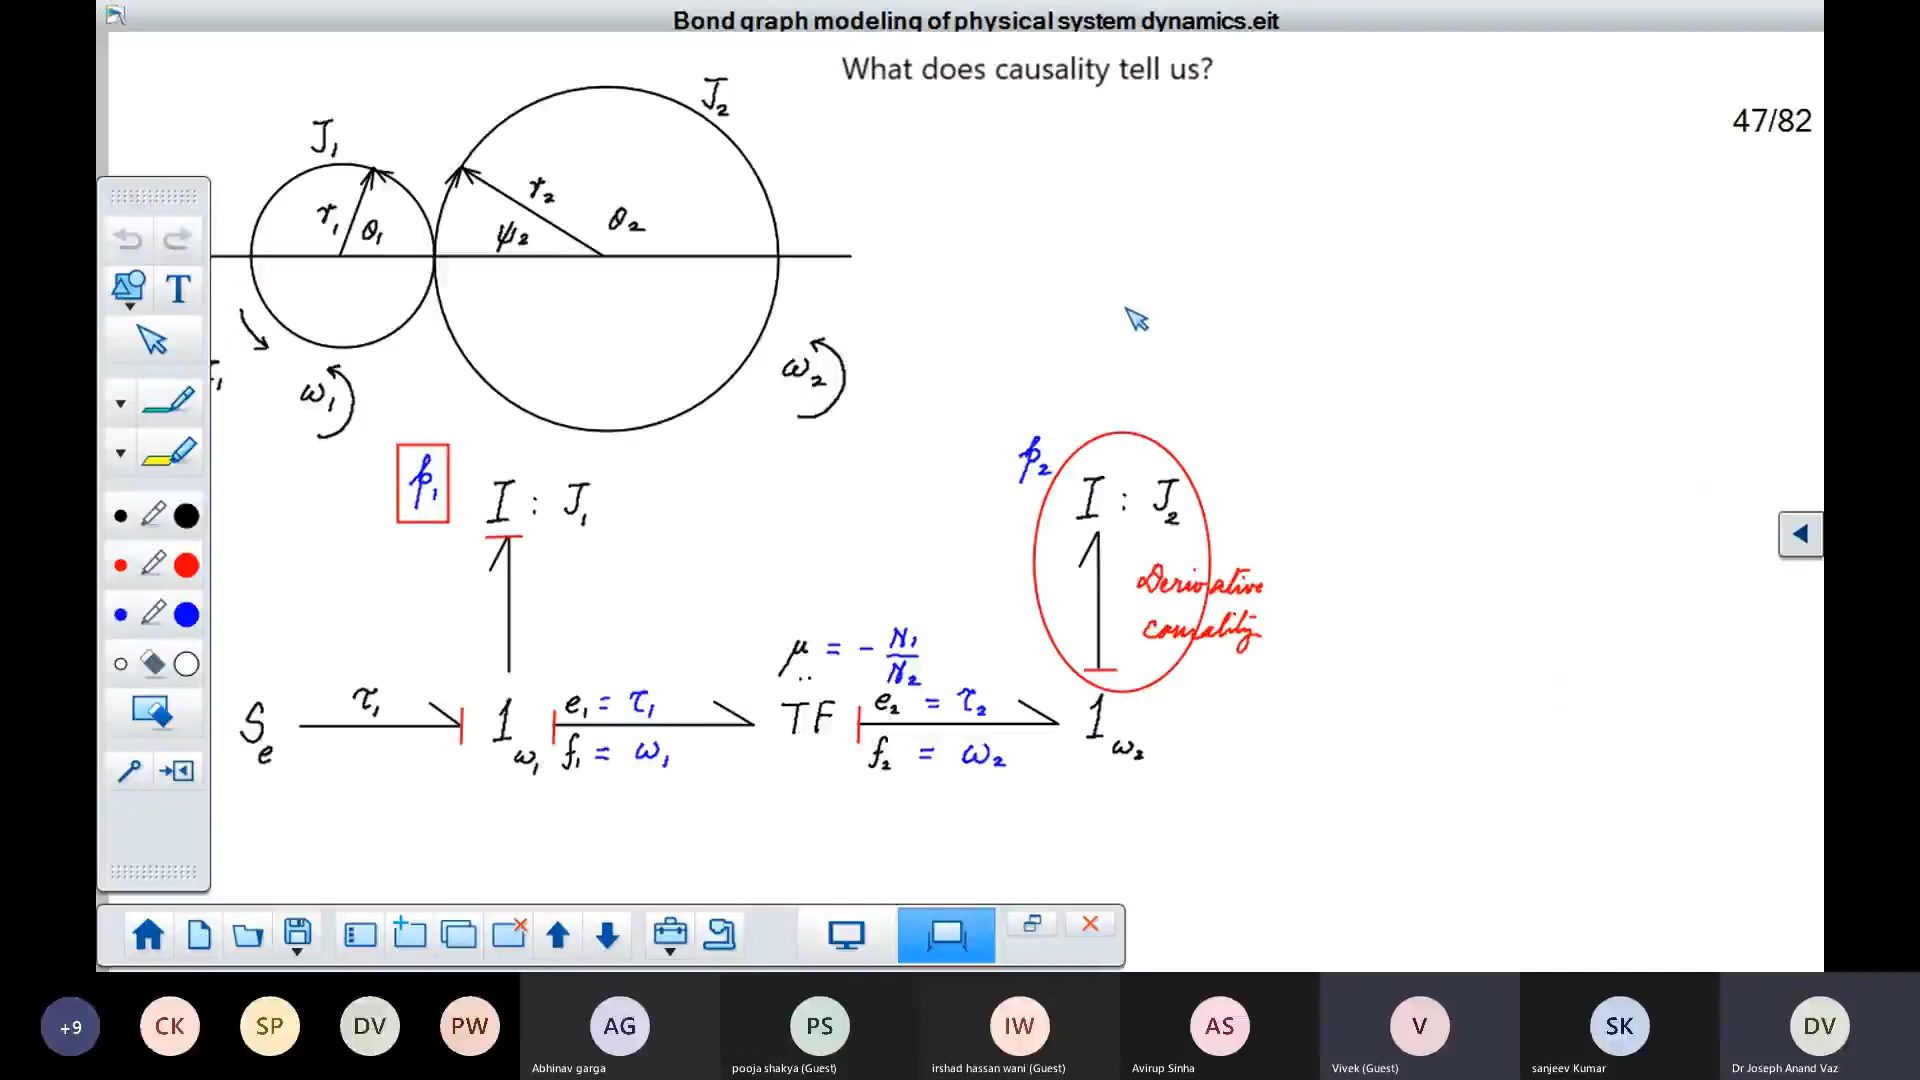 Bond graph modeling of physical system dynamics.eit
What does causality tell us?
47/82
J₁
J₂
r₁ θ₁
r₂
ψ₂ θ₂
ω₁
ω₂
T
p₁
I : J₁
p₂
I : J₂
Derivative
causality
μ = - r₁/r₂
..
Sₑ τ₁ 1 ω₁ e₁ = τ₁ TF e₂ = τ₂ 1 ω₂
f₁ = ω₁ f₂ = ω₂
+9 CK SP DV PW AG PS IW AS V SK DV
Abhinav garga pooja shakya (Guest) irshad hassan wani (Guest) Avirup Sinha Vivek (Guest) sanjeev Kumar Dr Joseph Anand Vaz